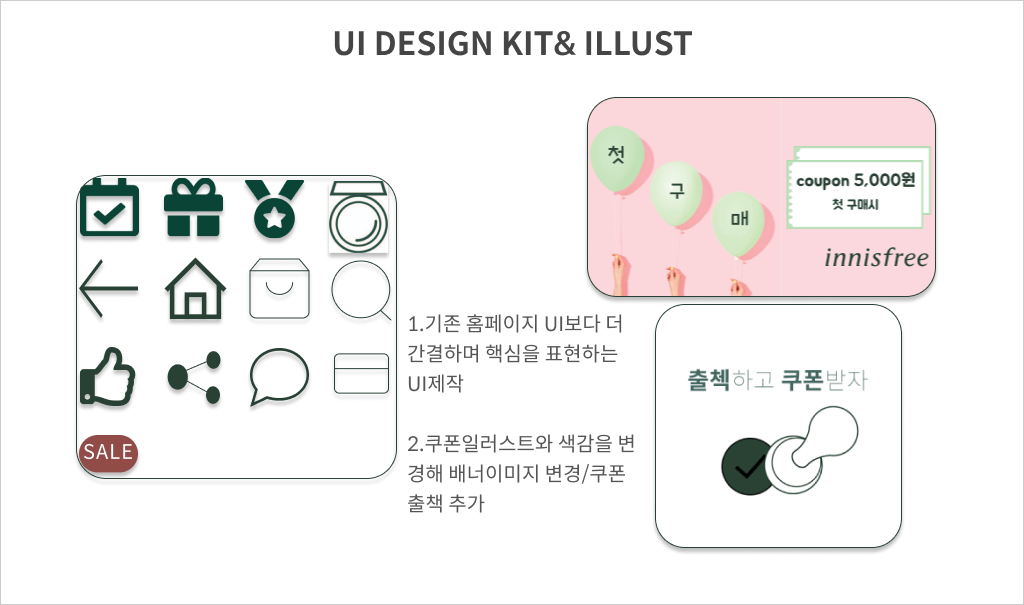 UI DESIGN KIT& ILLUST
첫
구
매
coupon 5,000원
첫 구매시
innisfree
1.기존 홈페이지 UI보다 더
간결하며 핵심을 표현하는
UI제작
2.쿠폰일러스트와 색감을 변
경해 배너이미지 변경/쿠폰
출책 추가
출첵하고 쿠폰받자
SALE